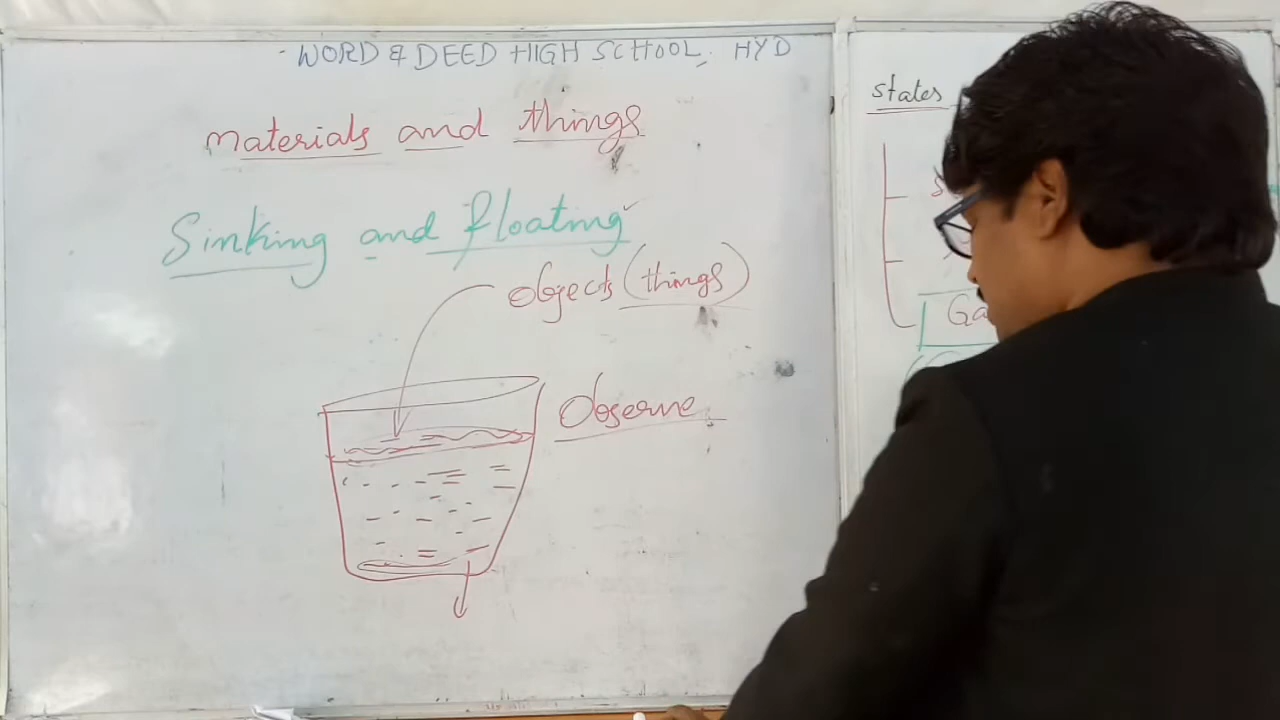 - WORD & DEED HIGH SCHOOL, HYD
materials and things
Sinking and floating
objects (things)
Observe
states
Ga